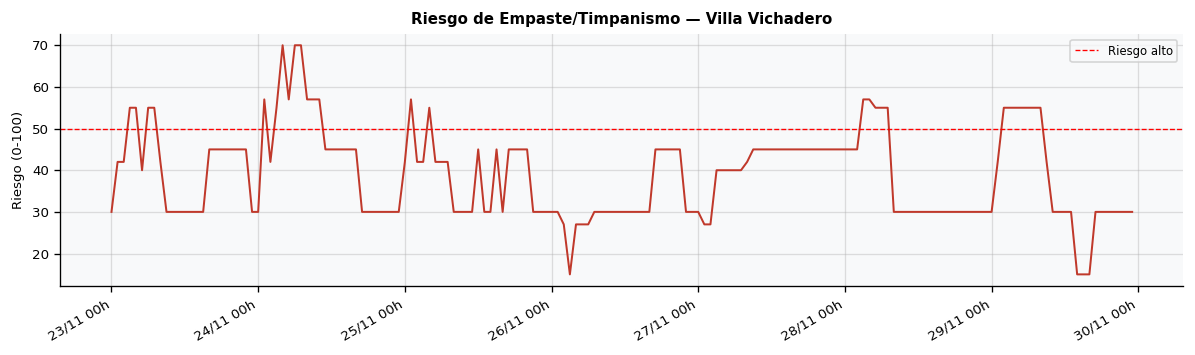 Riesgo de Empaste/Timpanismo — Villa Vichadero
Riesgo alto
Riesgo (0-100)
70
60
50
40
30
20
23/11 00h
24/11 00h
25/11 00h
26/11 00h
27/11 00h
28/11 00h
29/11 00h
30/11 00h